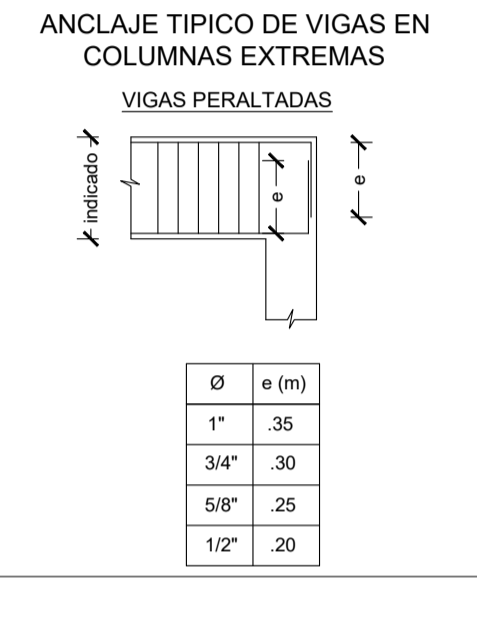 ANCLAJE TIPICO DE VIGAS EN
COLUMNAS EXTREMAS
VIGAS PERALTADAS
indicado
e
e
Ø e (m)
1" .35
3/4" .30
5/8" .25
1/2" .20